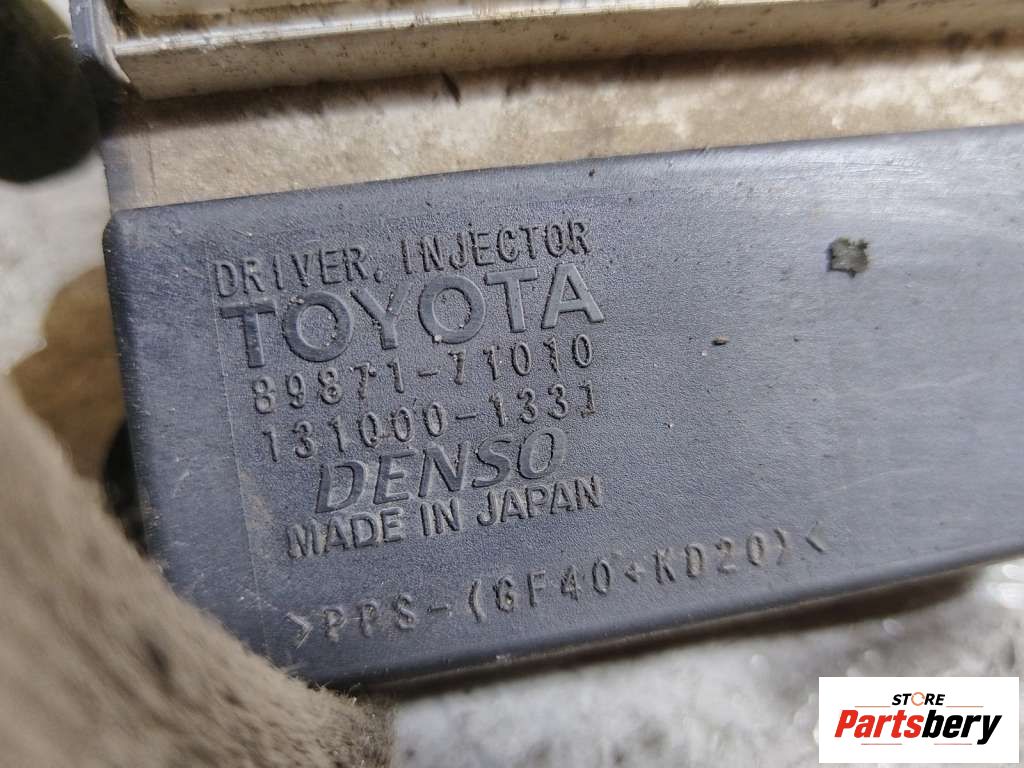 DRIVER, INJECTOR
TOYOTA
89871-71010
131000-1331
DENSO
MADE IN JAPAN
>PPS-(GF40+KD20)<
STORE
Partsbery